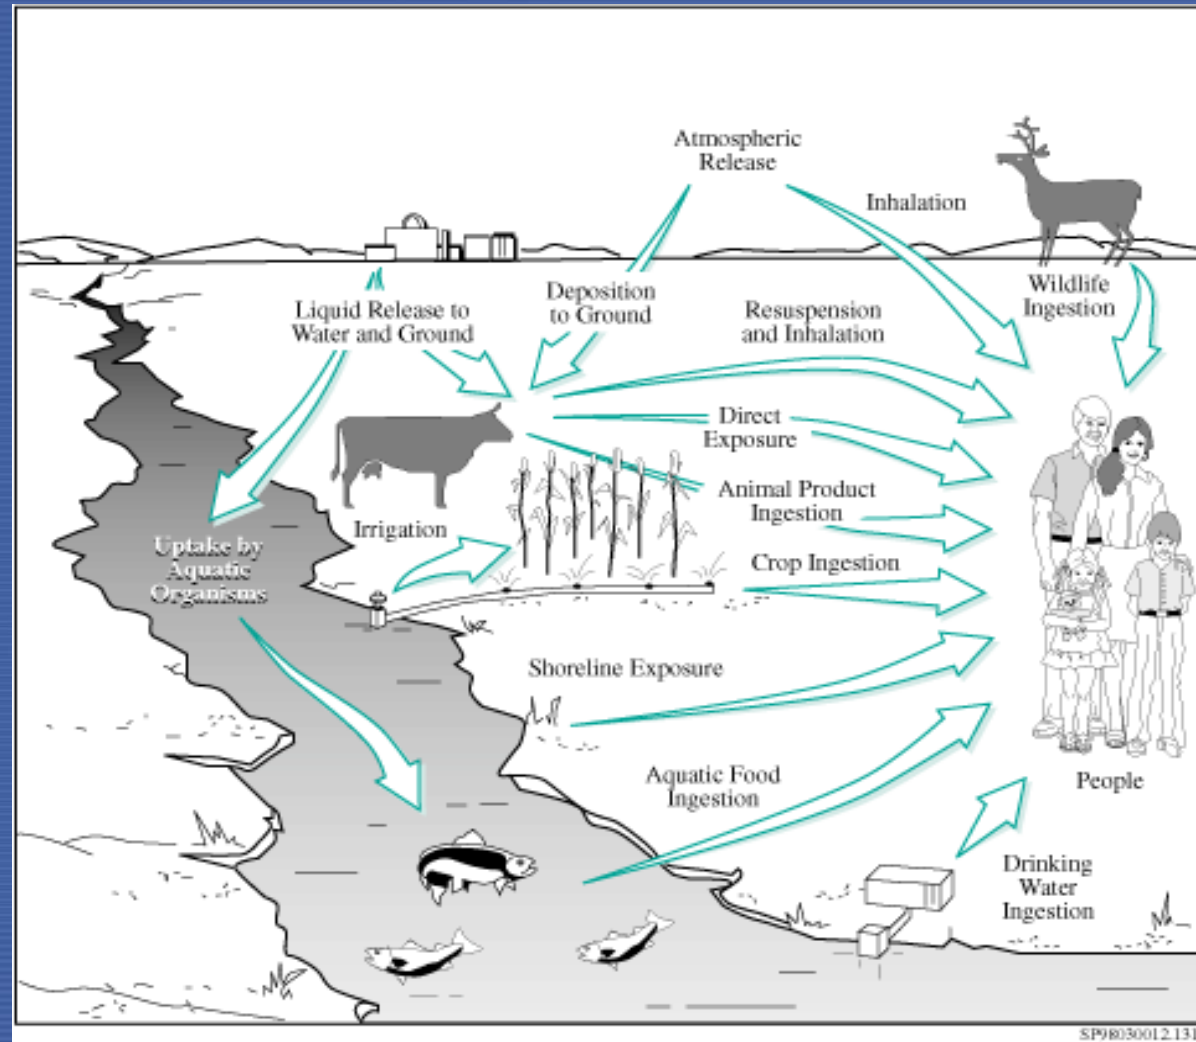 Atmospheric
Release
Inhalation
Wildlife
Ingestion
Liquid Release to
Water and Ground
Deposition
to Ground
Resuspension
and Inhalation
Direct
Exposure
Animal Product
Ingestion
Irrigation
Uptake by
Aquatic
Organisms
Crop Ingestion
Shoreline Exposure
Aquatic Food
Ingestion
People
Drinking
Water
Ingestion
SP98030012.131